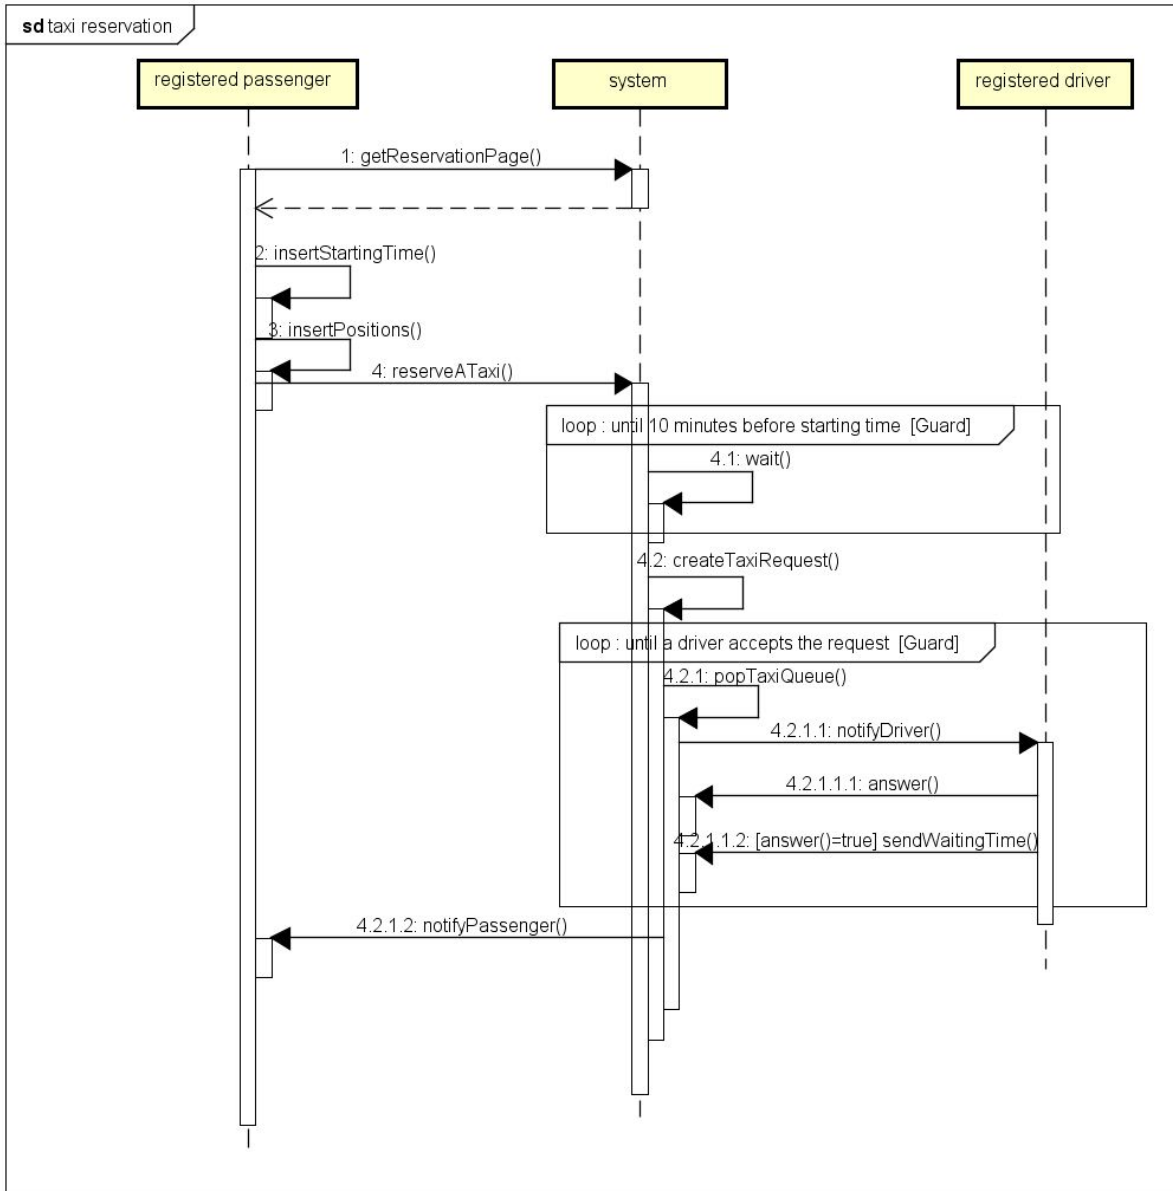 sd taxi reservation
registered passenger
system
registered driver
1: getReservationPage()
2: insertStartingTime()
3: insertPositions()
4: reserveATaxi()
loop : until 10 minutes before starting time [Guard]
4.1: wait()
4.2: createTaxiRequest()
loop : until a driver accepts the request [Guard]
4.2.1: popTaxiQueue()
4.2.1.1: notifyDriver()
4.2.1.1.1: answer()
4.2.1.1.2: [answer()=true] sendWaitingTime()
4.2.1.2: notifyPassenger()